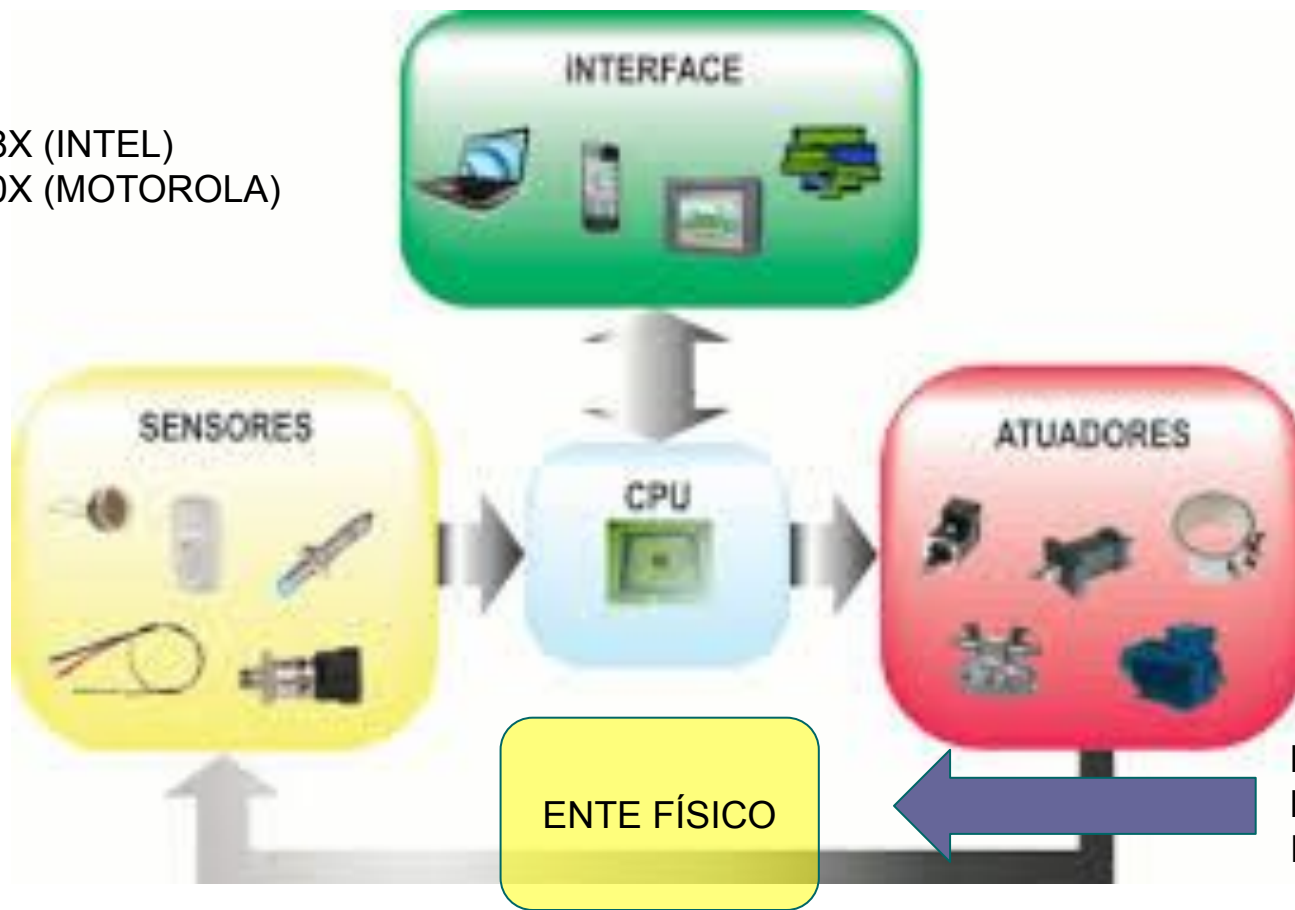 INTERFACE
3X (INTEL)
0X (MOTOROLA)
SENSORES
CPU
ATUADORES
ENTE FÍSICO